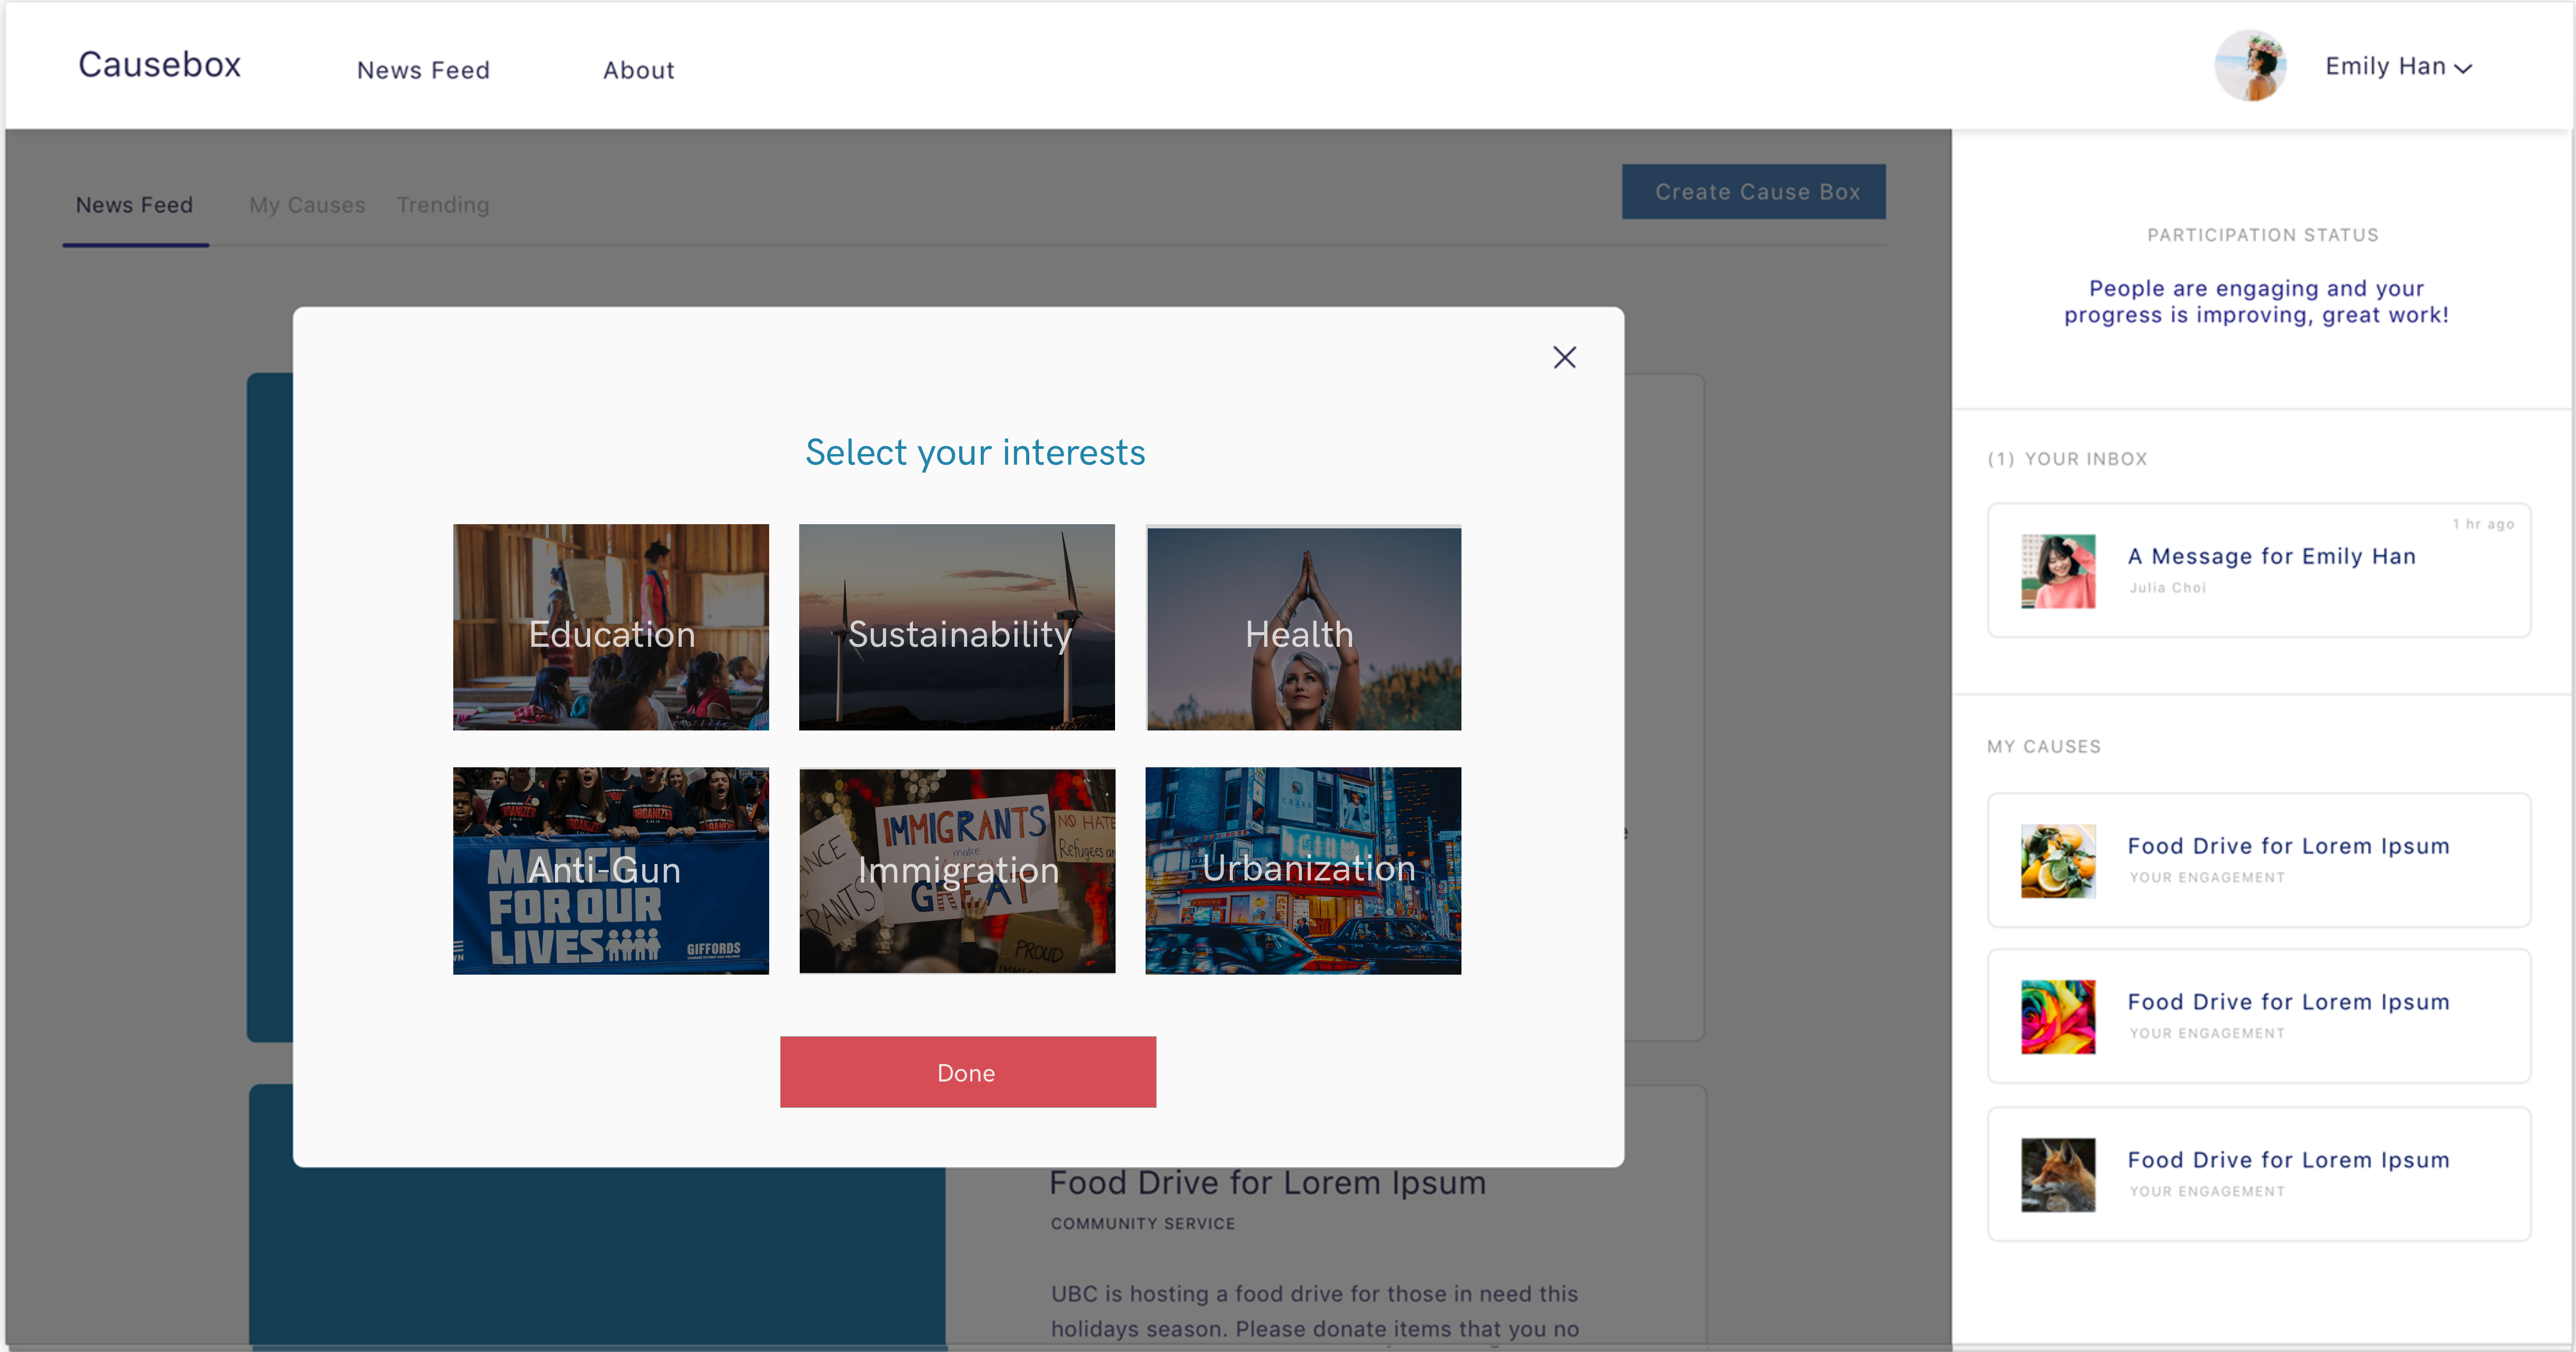 Causebox
News Feed
About
Emily Han
News Feed
My Causes
Trending
Create Cause Box
Select your interests
Education
Sustainability
Health
ORGANIZER
ORGANIZER
ORGANIZER
MARCH
Anti-Gun
FOR OUR
LIVES
GIFFORDS
IMMIGRANTS
make
NO HATE
Refugees
Immigration
GREAT
RANTS
PROUD
Urbanization
Done
Food Drive for Lorem Ipsum
COMMUNITY SERVICE
UBC is hosting a food drive for those in need this
holidays season. Please donate items that you no
PARTICIPATION STATUS
People are engaging and your
progress is improving, great work!
(1) YOUR INBOX
1 hr ago
A Message for Emily Han
Julia Choi
MY CAUSES
Food Drive for Lorem Ipsum
YOUR ENGAGEMENT
Food Drive for Lorem Ipsum
YOUR ENGAGEMENT
Food Drive for Lorem Ipsum
YOUR ENGAGEMENT